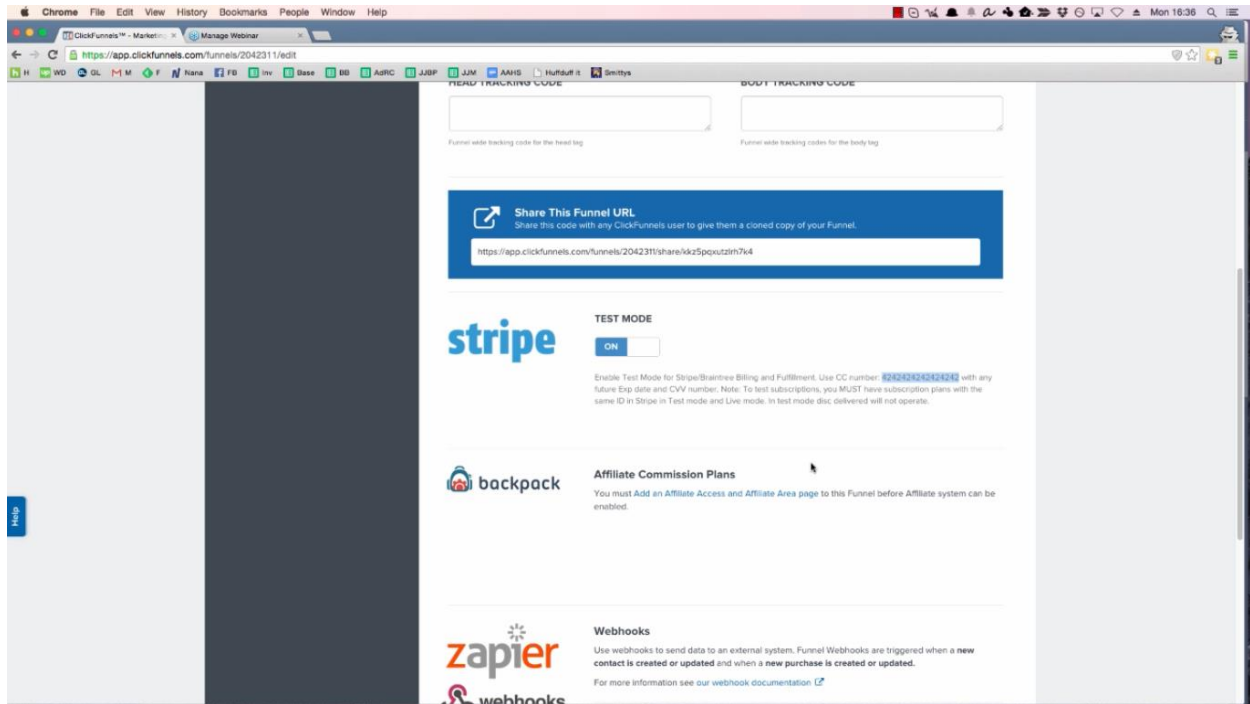 Chrome File Edit View History Bookmarks People Window Help
Mon 16:36
ClickFunnels™ - Marketing
Manage Webinar
https://app.clickfunnels.com/funnels/2042311/edit
H WD GL M F Nana FB Inv Base BB AdRC JJBP JJM AAHS Huffduff it Smittys
HEAD TRACKING CODE BODY TRACKING CODE
Funnel wide tracking code for the head tag Funnel wide tracking codes for the body tag
Share This Funnel URL
Share this code with any ClickFunnels user to give them a cloned copy of your Funnel.
https://app.clickfunnels.com/funnels/2042311/share/kkz5pqxutzlrh7k4
stripe
TEST MODE
ON
Enable Test Mode for Stripe/Braintree Billing and Fulfillment. Use CC number: 4242424242424242 with any
future Exp date and CVV number. Note: To test subscriptions, you MUST have subscription plans with the
same ID in Stripe in Test mode and Live mode. In test mode disc delivered will not operate.
backpack
Affiliate Commission Plans
You must Add an Affiliate Access and Affiliate Area page to this Funnel before Affiliate system can be
enabled.
Help
zapier
Webhooks
Use webhooks to send data to an external system. Funnel Webhooks are triggered when a new
contact is created or updated and when a new purchase is created or updated.
For more information see our webhook documentation
webhooks